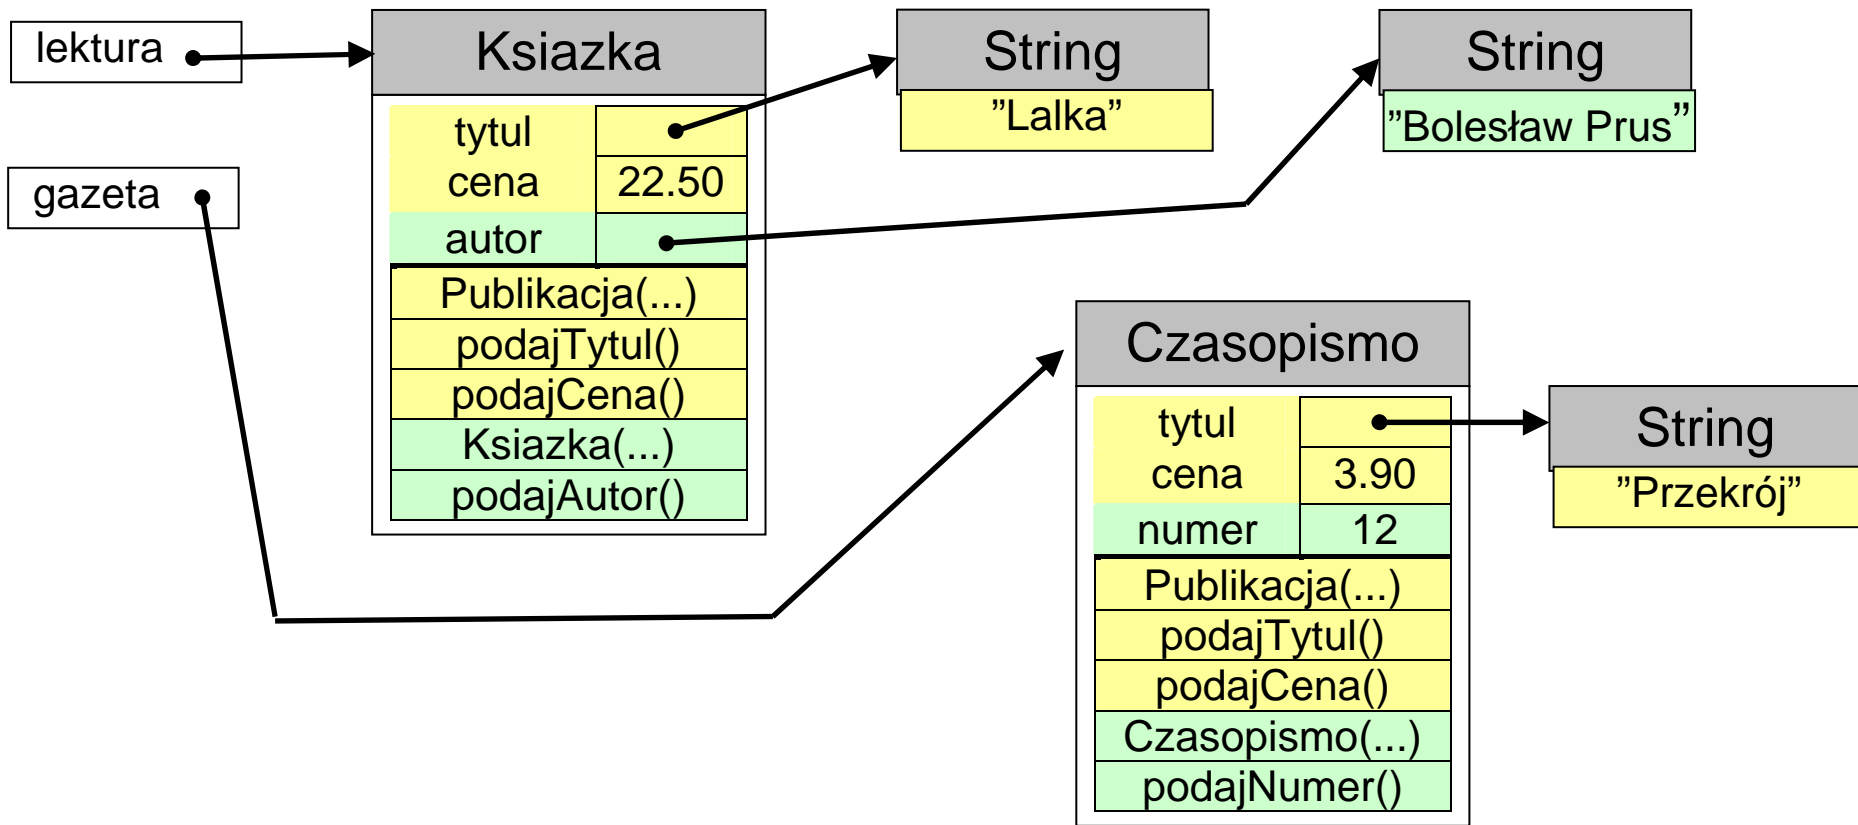 lektura
Ksiazka
String
String
tytul
"Lalka"
”Bolesław Prus”
cena
22.50
gazeta
autor
Publikacja(...)
podajTytul()
podajCena()
Ksiazka(...)
podajAutor()
Czasopismo
tytul
String
cena
3.90
”Przekrój”
numer
12
Publikacja(...)
podajTytul()
podajCena()
Czasopismo(...)
podajNumer()